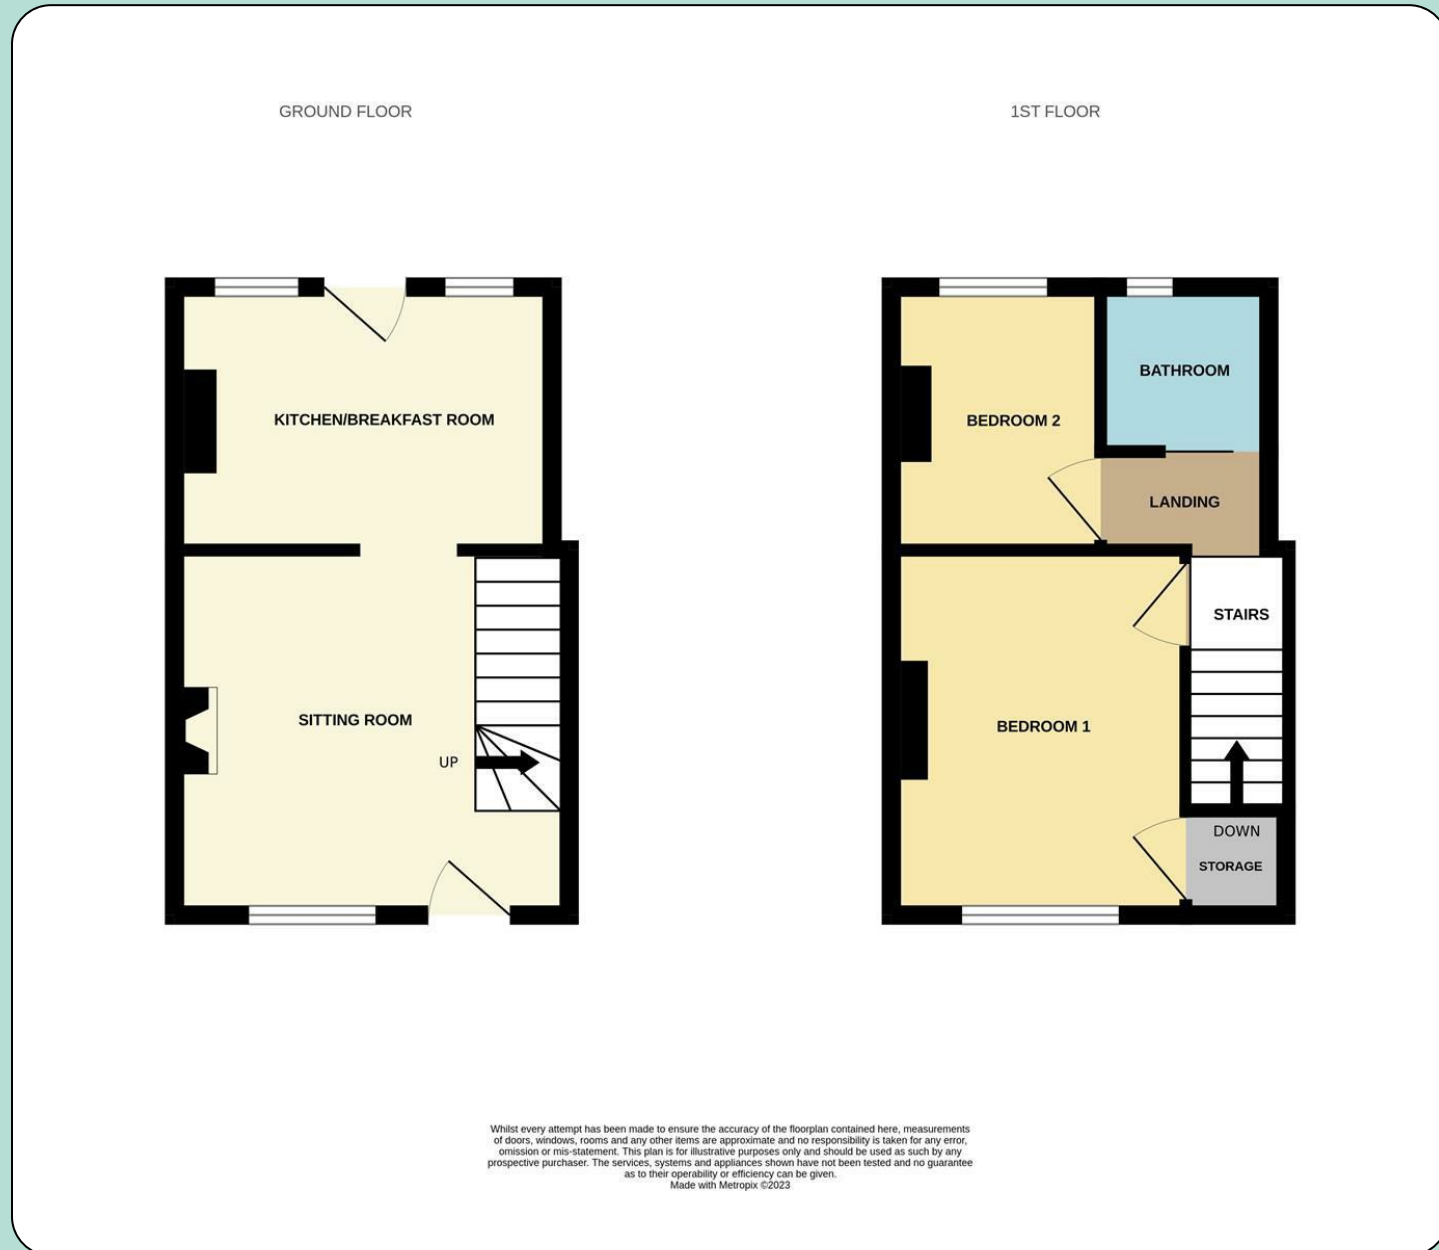 GROUND FLOOR
1ST FLOOR
KITCHEN/BREAKFAST ROOM
SITTING ROOM
UP
BATHROOM
BEDROOM 2
LANDING
STAIRS
BEDROOM 1
DOWN
STORAGE
Whilst every attempt has been made to ensure the accuracy of the floorplan contained here, measurements
of doors, windows, rooms and any other items are approximate and no responsibility is taken for any error,
omission or mis-statement. This plan is for illustrative purposes only and should be used as such by any
prospective purchaser. The services, systems and appliances shown have not been tested and no guarantee
as to their operability or efficiency can be given.
Made with Metropix ©2023